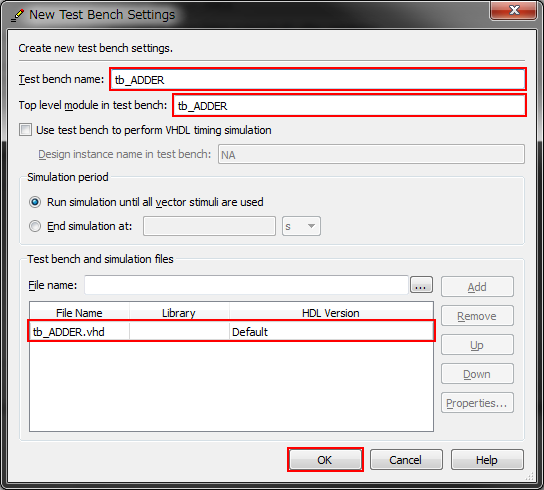 New Test Bench Settings
Create new test bench settings.
Test bench name: tb_ADDER
Top level module in test bench: tb_ADDER
Use test bench to perform VHDL timing simulation
Design instance name in test bench: NA
Simulation period
Run simulation until all vector stimuli are used
End simulation at: s
Test bench and simulation files
File name: ... Add
File Name Library HDL Version
Remove
tb_ADDER.vhd Default
Up
Down
Properties...
OK Cancel Help